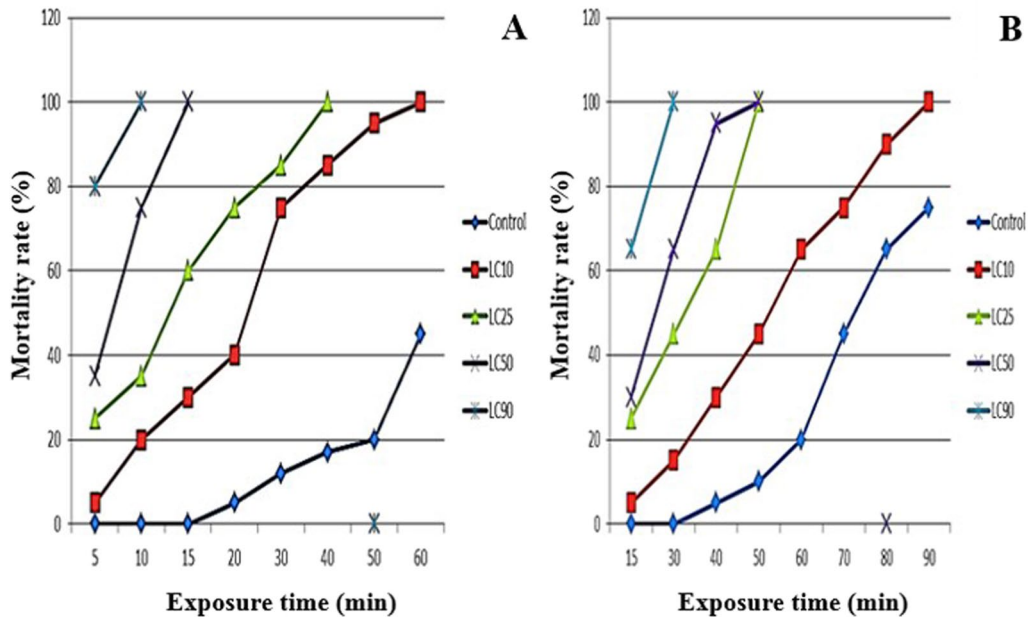 A
120
100
80
60
40
20
0
Mortality rate (%)
5 10 15 20 30 40 50 60
Exposure time (min)
Control
LC10
LC25
LC50
LC90
B
120
100
80
60
40
20
0
Mortality rate (%)
15 30 40 50 60 70 80 90
Exposure time (min)
Control
LC10
LC25
LC50
LC90